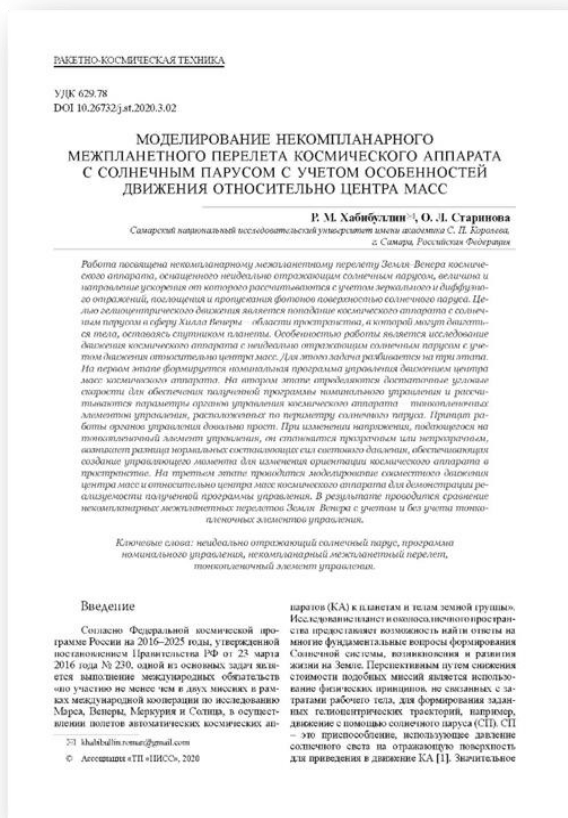 РАКЕТНО-КОСМИЧЕСКАЯ ТЕХНИКА
УДК 629.78
DOI 10.26732/j.st.2020.3.02
МОДЕЛИРОВАНИЕ НЕКОМПЛАНАРНОГО
МЕЖПЛАНЕТНОГО ПЕРЕЛЕТА КОСМИЧЕСКОГО АППАРАТА
С СОЛНЕЧНЫМ ПАРУСОМ С УЧЕТОМ ОСОБЕННОСТЕЙ
ДВИЖЕНИЯ ОТНОСИТЕЛЬНО ЦЕНТРА МАСС
Р. М. Хабибуллин✉, О. Л. Старинова
Самарский национальный исследовательский университет имени академика С. П. Королева,
г. Самара, Российская Федерация
Работа посвящена некомпланарному межпланетному перелету Земля–Венера космиче-
ского аппарата, оснащенного неидеально отражающим солнечным парусом, величина и
направление ускорения от которого рассчитываются с учетом зеркального и диффузно-
го отражений, поглощения и пропускания фотонов поверхностью солнечного паруса. Це-
лью гелиоцентрического движения является попадание космического аппарата с солнеч-
ным парусом в сферу Хилла Венеры – области пространства, в которой могут двигать-
ся тела, оставаясь спутником планеты. Особенностью работы является исследование
движения космического аппарата с неидеально отражающим солнечным парусом с уче-
том движения относительно центра масс. Для этого задача разбивается на три этапа.
На первом этапе формируется номинальная программа управления движением центра
масс космического аппарата. На втором этапе определяются достаточные угловые
скорости для обеспечения полученной программы номинального управления и рассчи-
тываются параметры органов управления космического аппарата – тонкопленочных
элементов управления, расположенных по периметру солнечного паруса. Принцип ра-
боты органов управления довольно прост. При изменении напряжения, подающегося на
тонкопленочный элемент управления, он становится прозрачным или непрозрачным,
возникает разница нормальных составляющих сил светового давления, обеспечивающих
создание управляющего момента для изменения ориентации космического аппарата в
пространстве. На третьем этапе проводится моделирование совместного движения
центра масс и относительно центра масс космического аппарата для демонстрации ре-
ализуемости полученной программы управления. В результате проводится сравнение
некомпланарных межпланетных перелетов Земля–Венера с учетом и без учета тонко-
пленочных элементов управления.
Ключевые слова: неидеально отражающий солнечный парус, программа
номинального управления, некомпланарный межпланетный перелет,
тонкопленочный элемент управления.
Введение
Согласно Федеральной космической про-
грамме России на 2016–2025 годы, утвержденной
постановлением Правительства РФ от 23 марта
2016 года № 230, одной из основных задач явля-
ется выполнение международных обязательств
«по участию не менее чем в двух миссиях в рам-
ках международной кооперации по исследованию
Марса, Венеры, Меркурия и Солнца, в осущест-
влении полетов автоматических космических ап-
✉ khabibullin.roman@gmail.com
© Ассоциация «ТП «НИСС», 2020
паратов (КА) к планетам и телам земной группы».
Исследование планет и околосолнечного простран-
ства предоставляет возможность найти ответы на
многие фундаментальные вопросы формирования
Солнечной системы, возникновения и развития
жизни на Земле. Перспективным путем снижения
стоимости подобных миссий является использо-
вание физических принципов, не связанных с за-
тратами рабочего тела, для формирования задан-
ных гелиоцентрических траекторий, например,
движение с помощью солнечного паруса (СП). СП
– это приспособление, использующее давление
солнечного света на отражающую поверхность
для приведения в движение КА [1]. Значительное